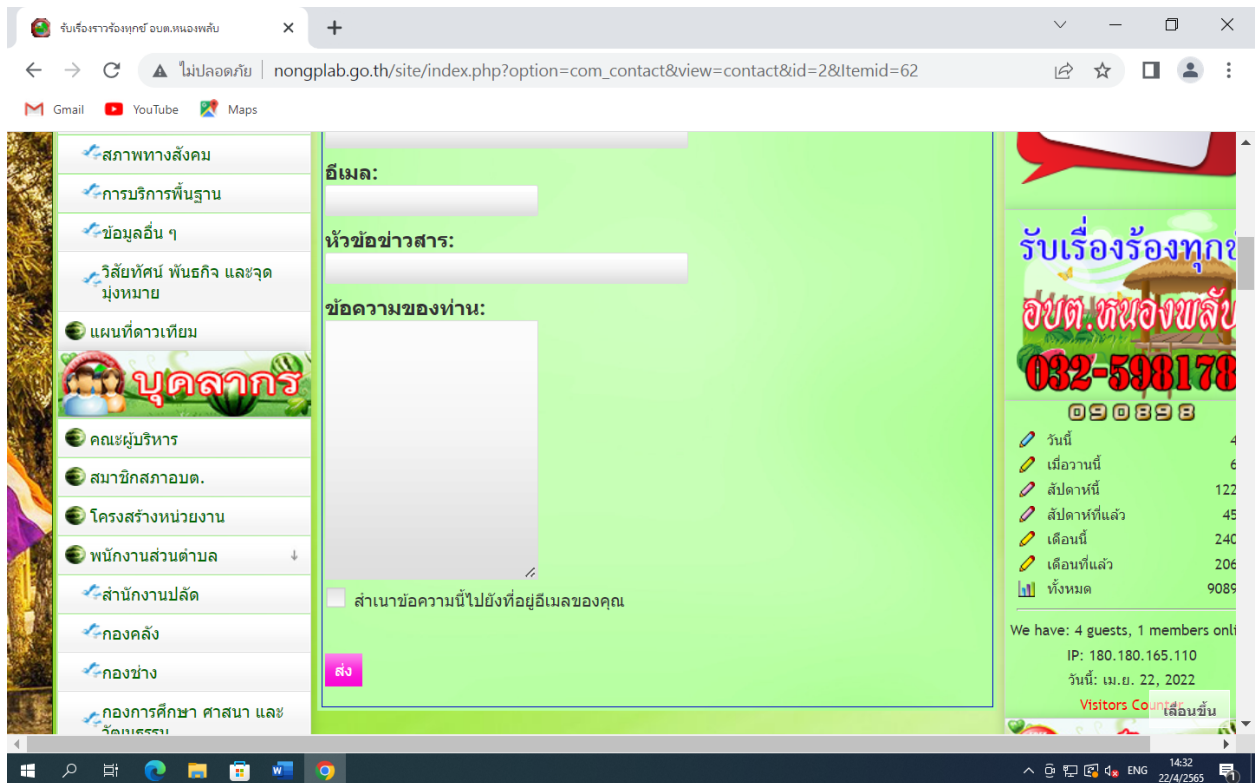 รับเรื่องราวร้องทุกข์ อบต.หนองพลับ
ไม่ปลอดภัย nongplab.go.th/site/index.php?option=com_contact&view=contact&id=2&Itemid=62
Gmail YouTube Maps
สภาพทางสังคม
การบริการพื้นฐาน
ข้อมูลอื่น ๆ
วิสัยทัศน์ พันธกิจ และจุด
มุ่งหมาย
แผนที่ดาวเทียม
บุคลากร
คณะผู้บริหาร
สมาชิกสภาอบต.
โครงสร้างหน่วยงาน
พนักงานส่วนตำบล
สำนักงานปลัด
กองคลัง
กองช่าง
กองการศึกษา ศาสนา และ
วัฒนธรรม
อีเมล:
หัวข้อข่าวสาร:
ข้อความของท่าน:
สำเนาข้อความนี้ไปยังที่อยู่อีเมลของคุณ
ส่ง
รับเรื่องร้องทุกข์
อบต.หนองพลับ
032-598178
090898
วันนี้ 4
เมื่อวานนี้ 6
สัปดาห์นี้ 122
สัปดาห์ที่แล้ว 45
เดือนนี้ 240
เดือนที่แล้ว 206
ทั้งหมด 9089
We have: 4 guests, 1 members onli
IP: 180.180.165.110
วันนี้: เม.ย. 22, 2022
Visitors Counter
เลื่อนขึ้น
ENG 14:32
22/4/2565